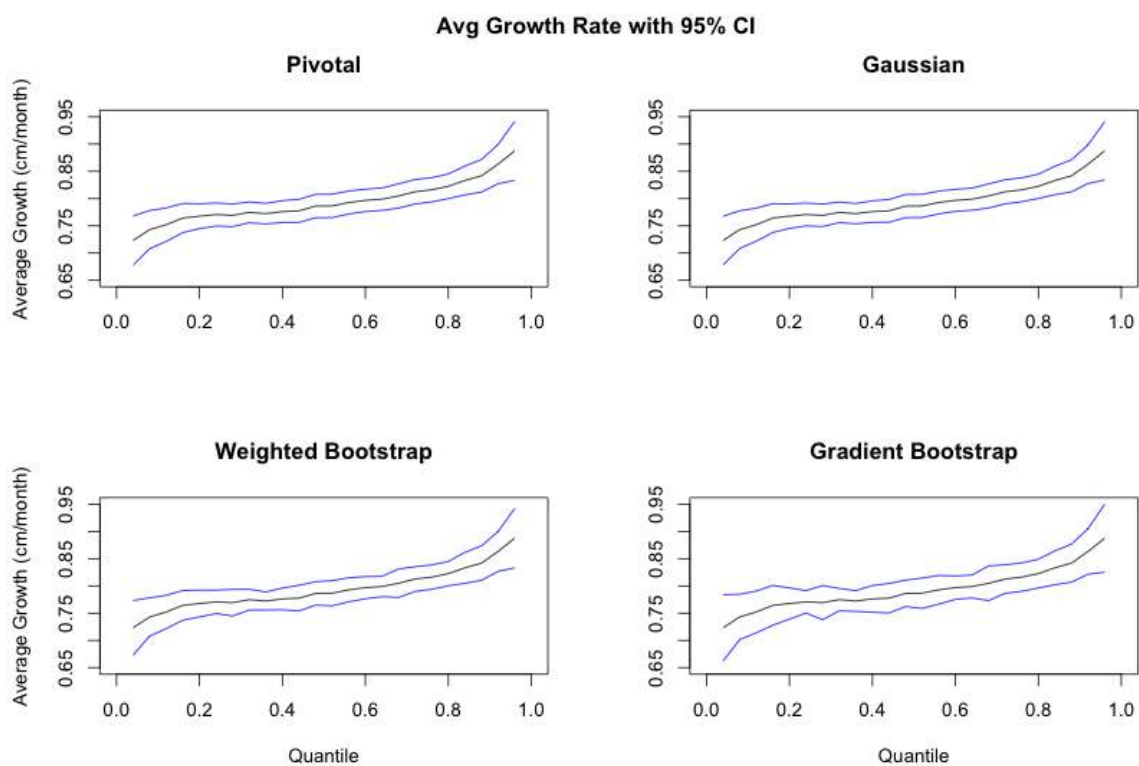 Avg Growth Rate with 95% CI
Pivotal
Average Growth (cm/month)
0.65 0.75 0.85 0.95
0.0 0.2 0.4 0.6 0.8 1.0
Gaussian
0.65 0.75 0.85 0.95
0.0 0.2 0.4 0.6 0.8 1.0
Weighted Bootstrap
Average Growth (cm/month)
0.65 0.75 0.85 0.95
0.0 0.2 0.4 0.6 0.8 1.0
Quantile
Gradient Bootstrap
0.65 0.75 0.85 0.95
0.0 0.2 0.4 0.6 0.8 1.0
Quantile